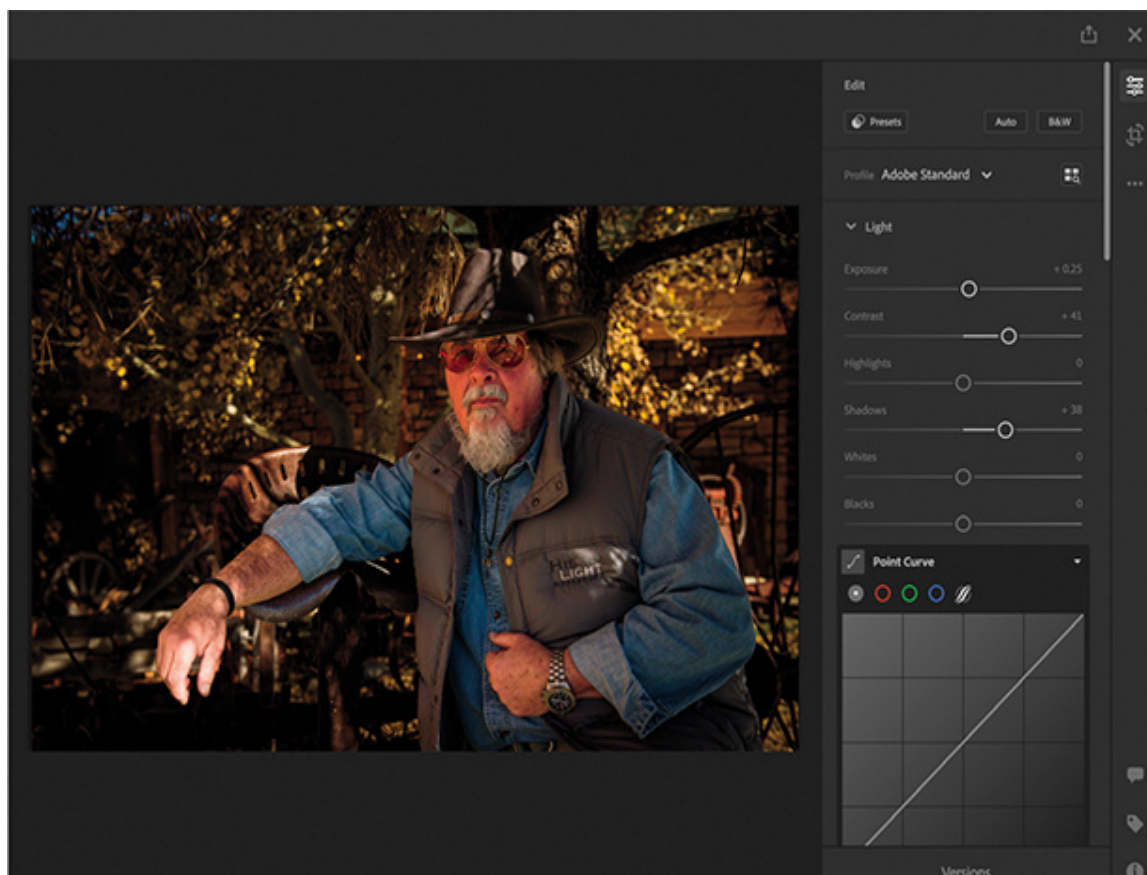 Edit
Presets Auto B&W
Profile Adobe Standard
Light
Exposure + 0.25
Contrast + 41
Highlights 0
Shadows + 38
Whites 0
Blacks 0
LIGHT
Point Curve
Versions